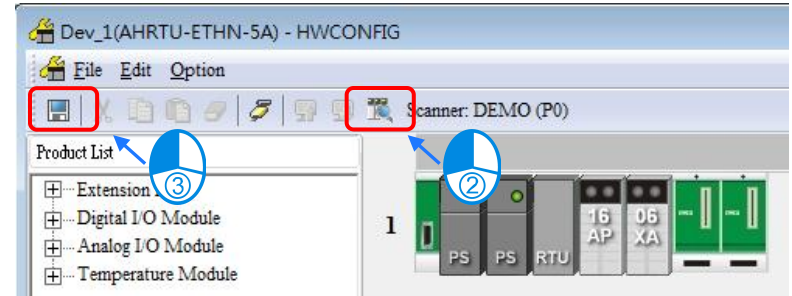 Dev_1(AHRTU-ETHN-5A) - HWCONFIG
File Edit Option
Scanner: DEMO (P0)
Product List
③
②
Extension
Digital I/O Module
Analog I/O Module
Temperature Module
1
PS PS RTU 16 AP 06 XA